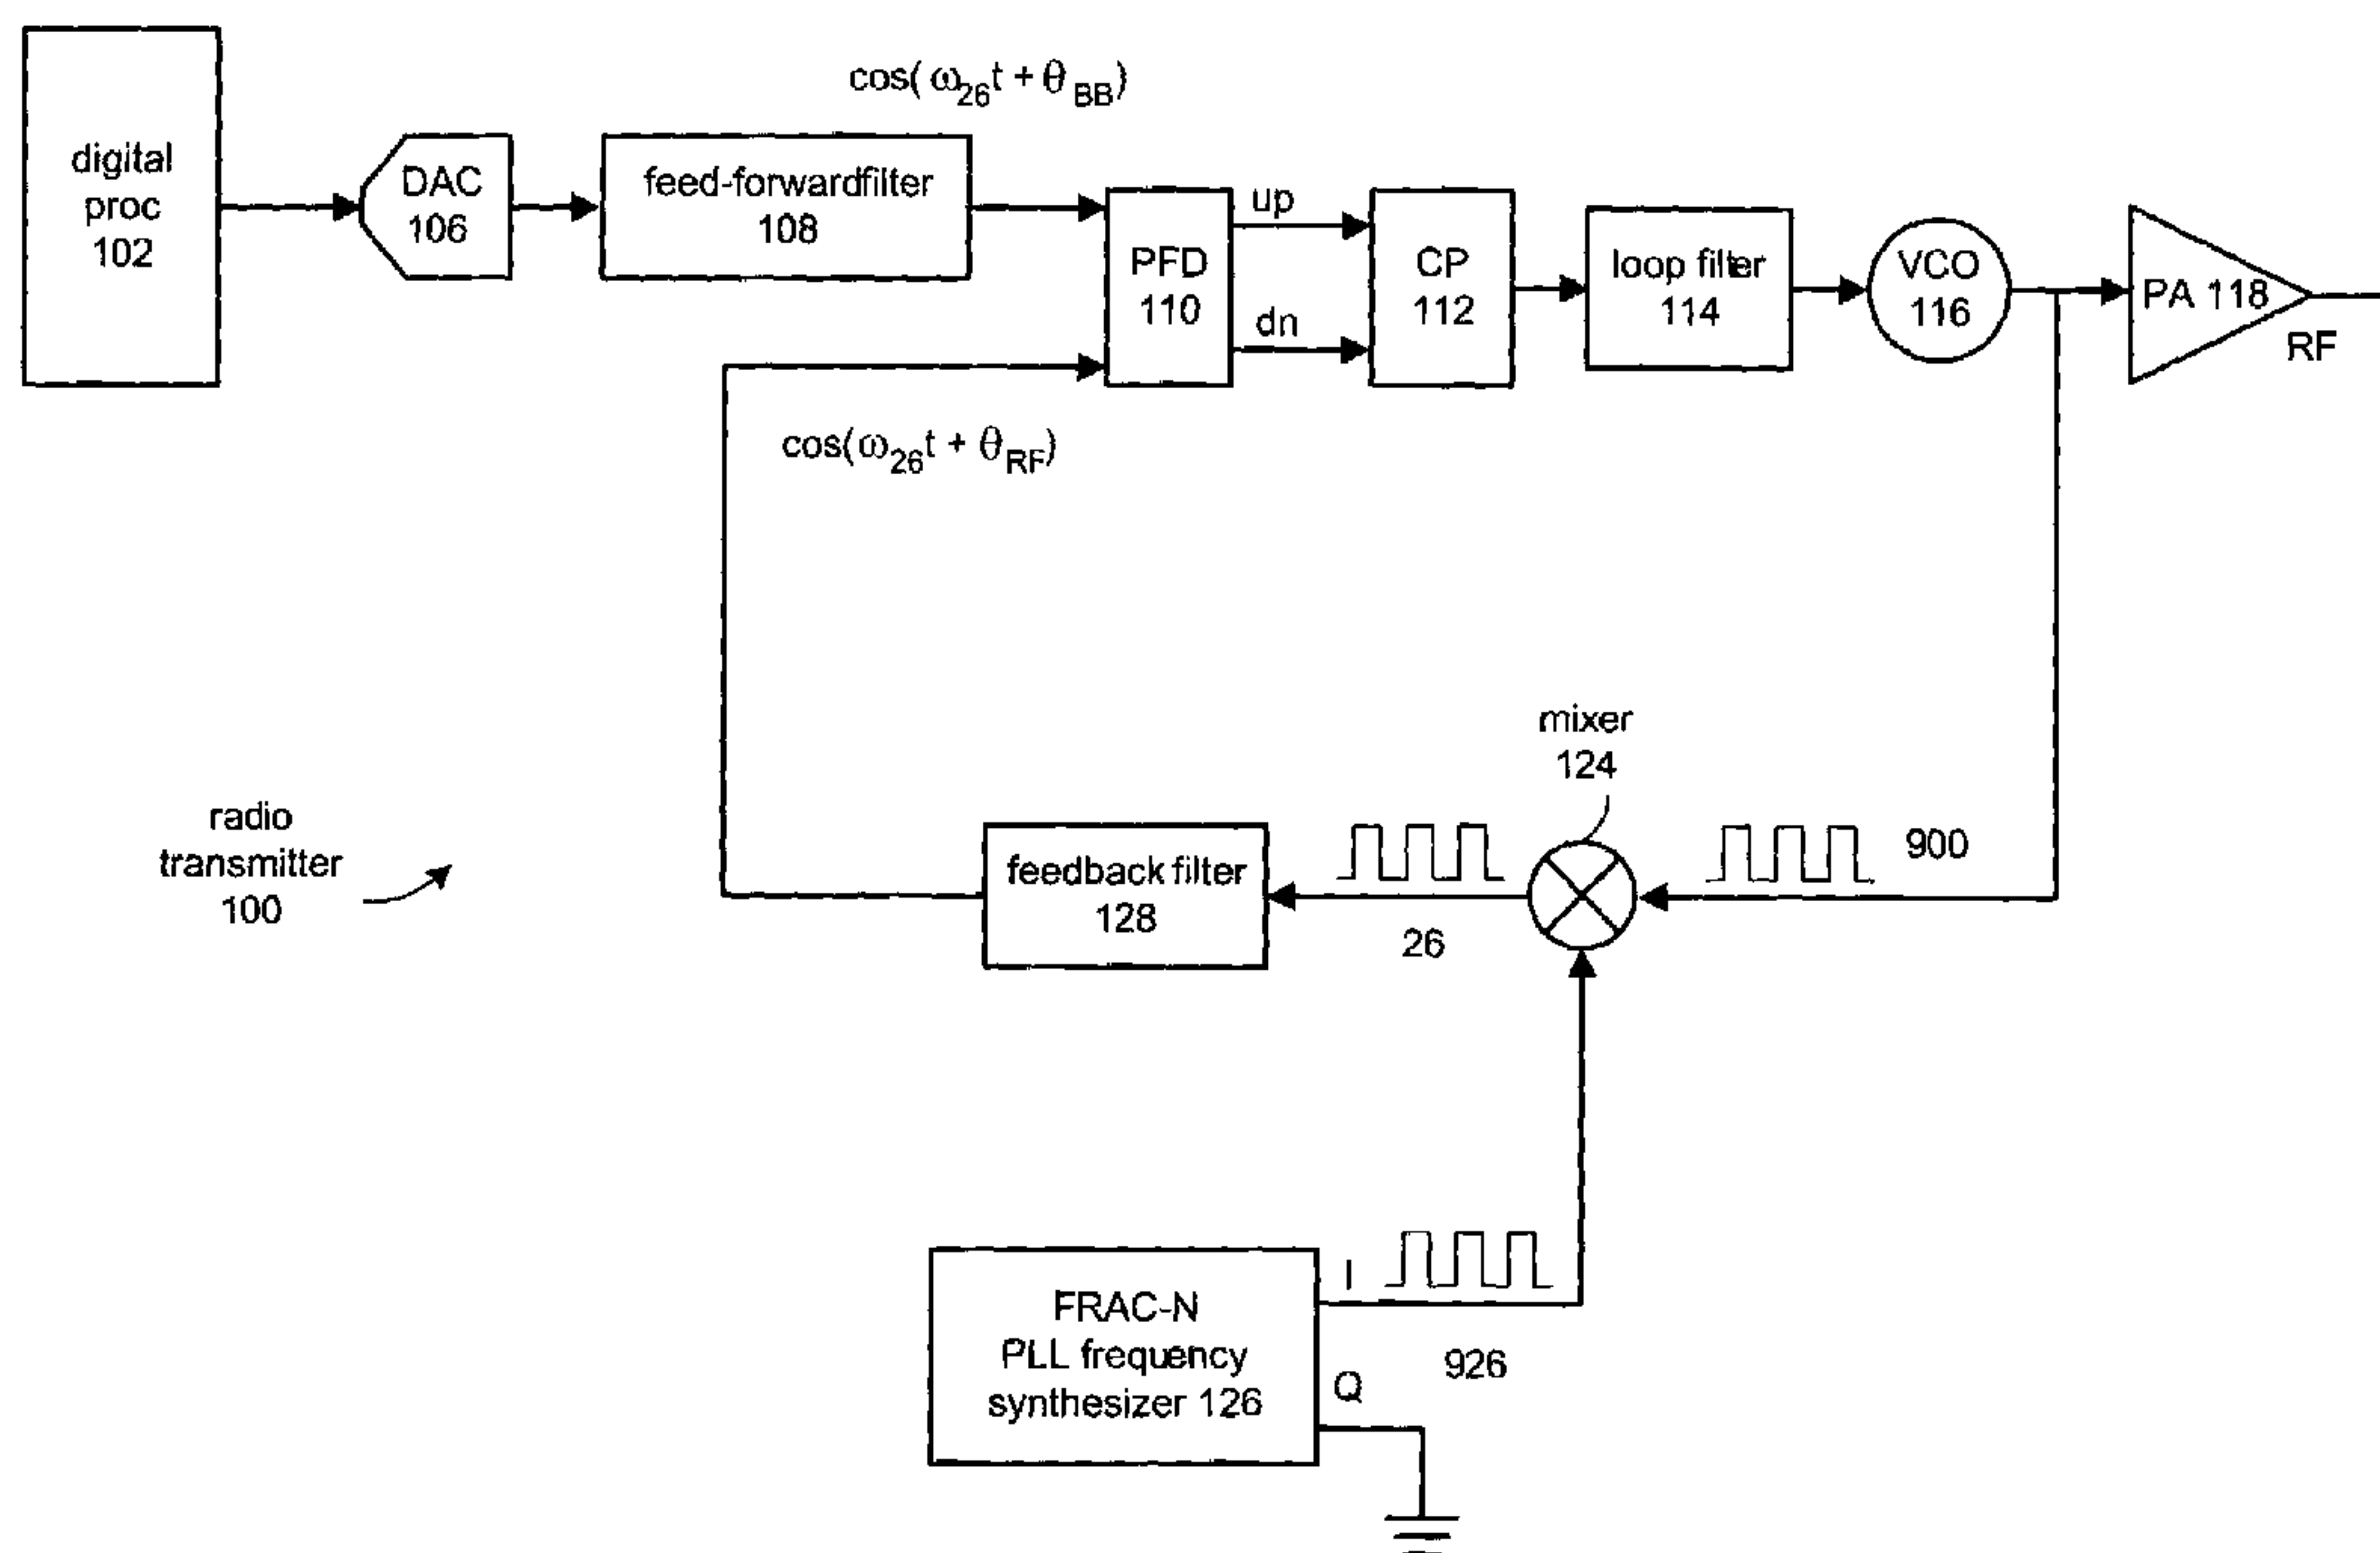 cos(ω26t + θBB)
digital
proc
102
DAC
106
feed-forwardfilter
108
PFD
110
up
dn
CP
112
loop filter
114
VCO
116
PA 118
RF
cos(ω26t + θRF)
mixer
124
radio
transmitter
100
feedback filter
128
26
900
FRAC-N
PLL frequency
synthesizer 126
I
926
Q